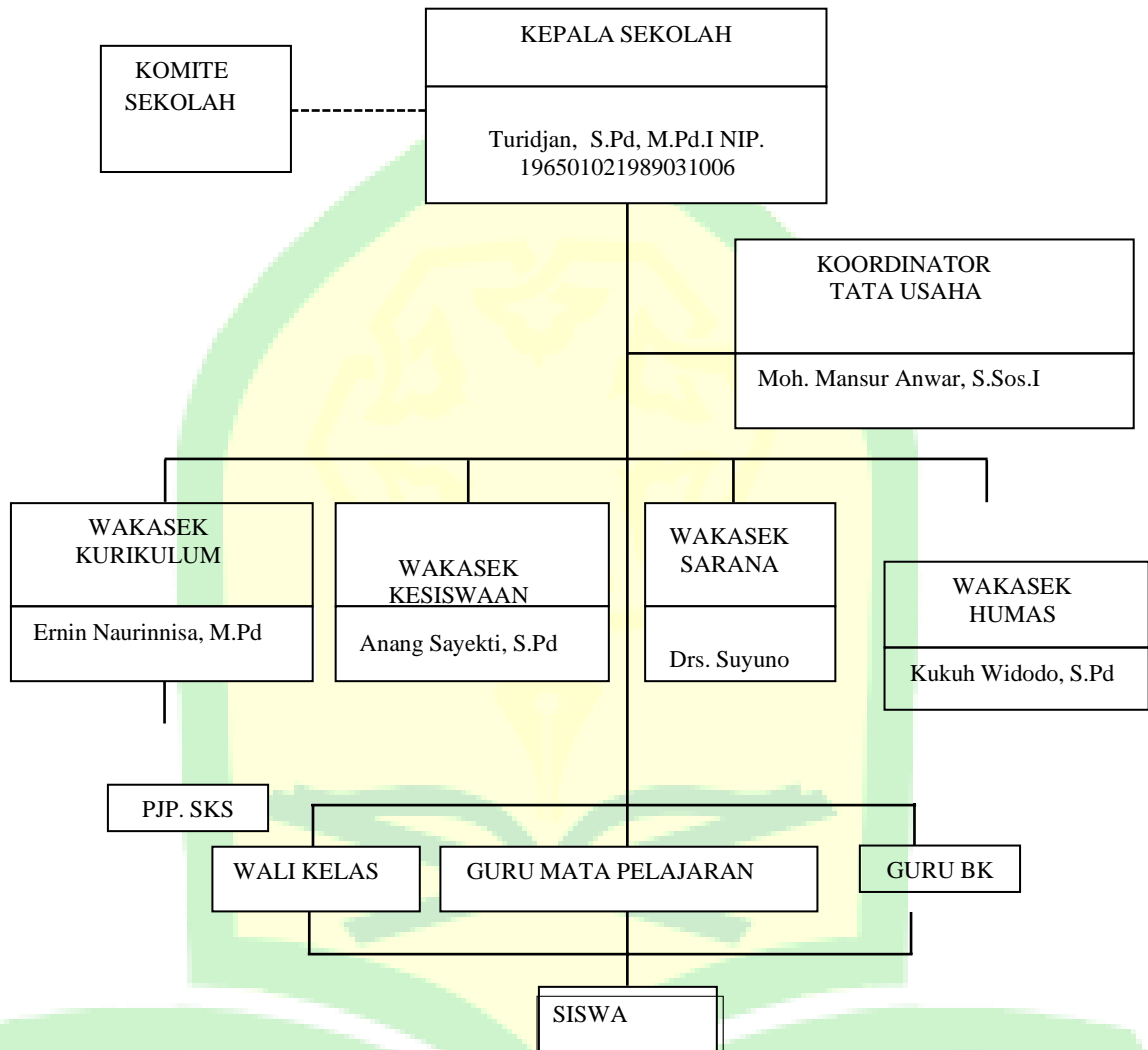 KEPALA SEKOLAH
KOMITE
SEKOLAH
Turidjan, S.Pd, M.Pd.I NIP.
196501021989031006
KOORDINATOR
TATA USAHA
Moh. Mansur Anwar, S.Sos.I
WAKASEK
KURIKULUM
Ernin Naurinnisa, M.Pd
WAKASEK
KESISWAAN
Anang Sayekti, S.Pd
WAKASEK
SARANA
Drs. Suyuno
WAKASEK
HUMAS
Kukuh Widodo, S.Pd
PJP. SKS
WALI KELAS
GURU MATA PELAJARAN
GURU BK
SISWA